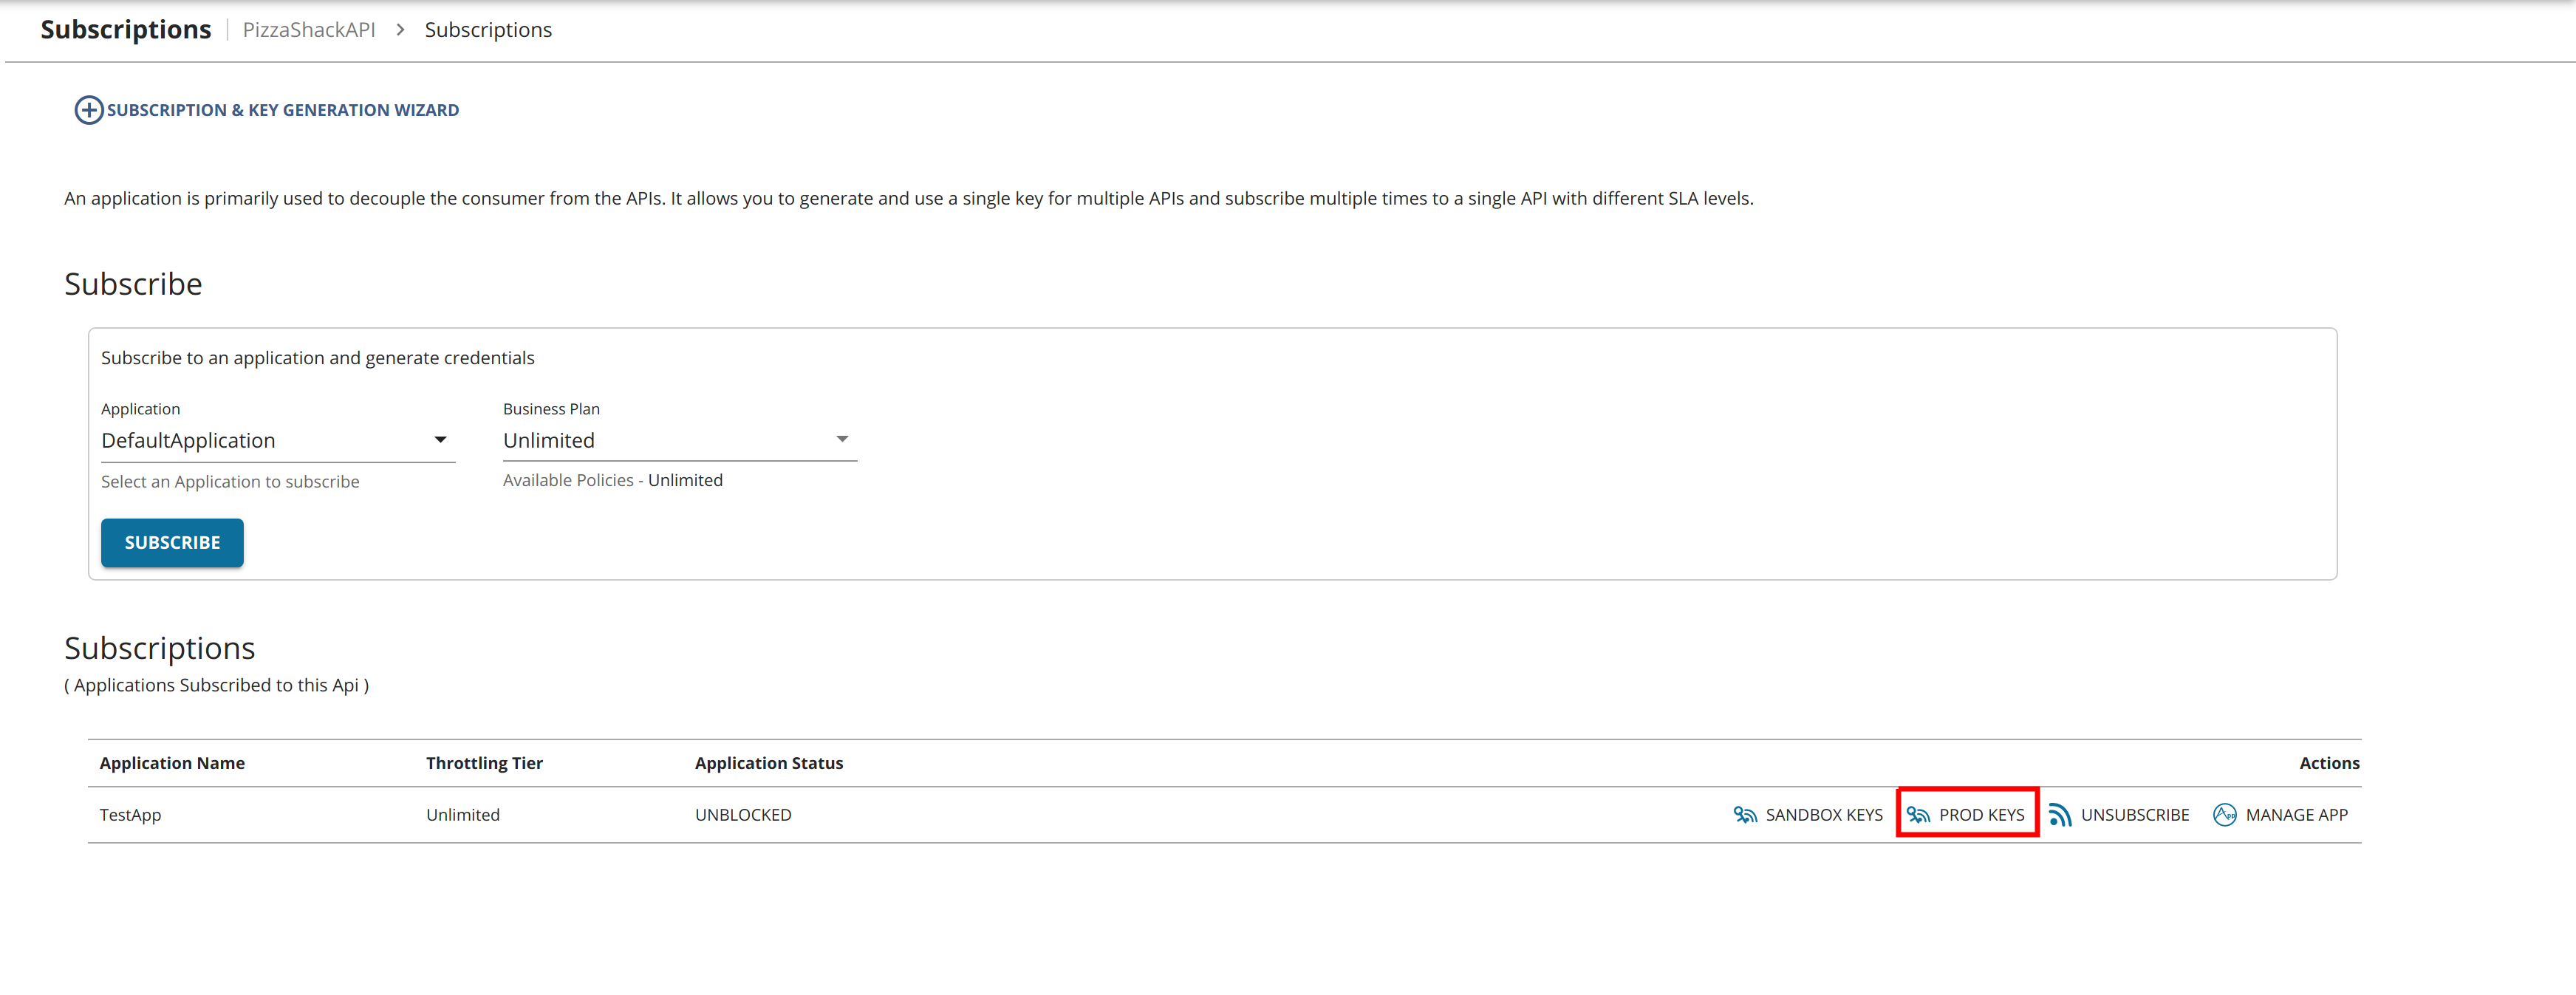 Subscriptions PizzaShackAPI > Subscriptions
SUBSCRIPTION & KEY GENERATION WIZARD
An application is primarily used to decouple the consumer from the APIs. It allows you to generate and use a single key for multiple APIs and subscribe multiple times to a single API with different SLA levels.
Subscribe
Subscribe to an application and generate credentials
Application Business Plan
DefaultApplication Unlimited
Select an Application to subscribe Available Policies - Unlimited
SUBSCRIBE
Subscriptions
( Applications Subscribed to this Api )
Application Name Throttling Tier Application Status Actions
TestApp Unlimited UNBLOCKED SANDBOX KEYS PROD KEYS UNSUBSCRIBE App MANAGE APP